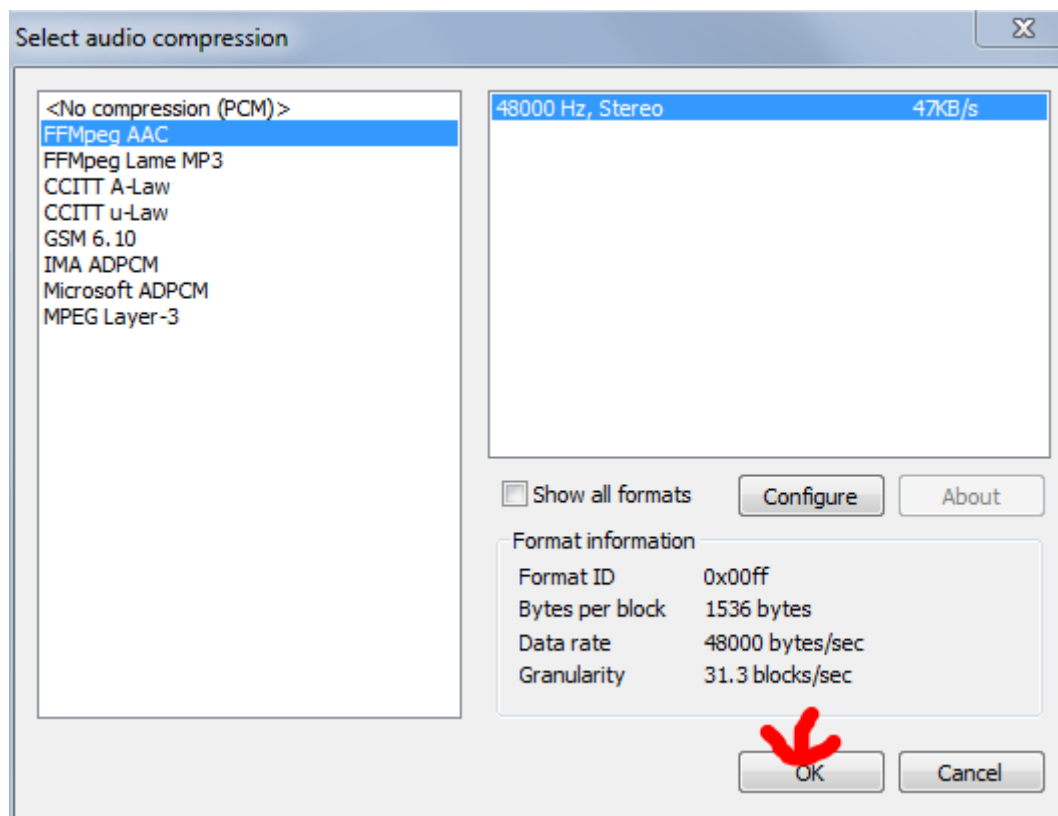 Select audio compression
<No compression (PCM)>
FFMpeg AAC
FFMpeg Lame MP3
CCITT A-Law
CCITT u-Law
GSM 6.10
IMA ADPCM
Microsoft ADPCM
MPEG Layer-3
48000 Hz, Stereo 47KB/s
Show all formats Configure About
Format information
Format ID 0x00ff
Bytes per block 1536 bytes
Data rate 48000 bytes/sec
Granularity 31.3 blocks/sec
OK Cancel